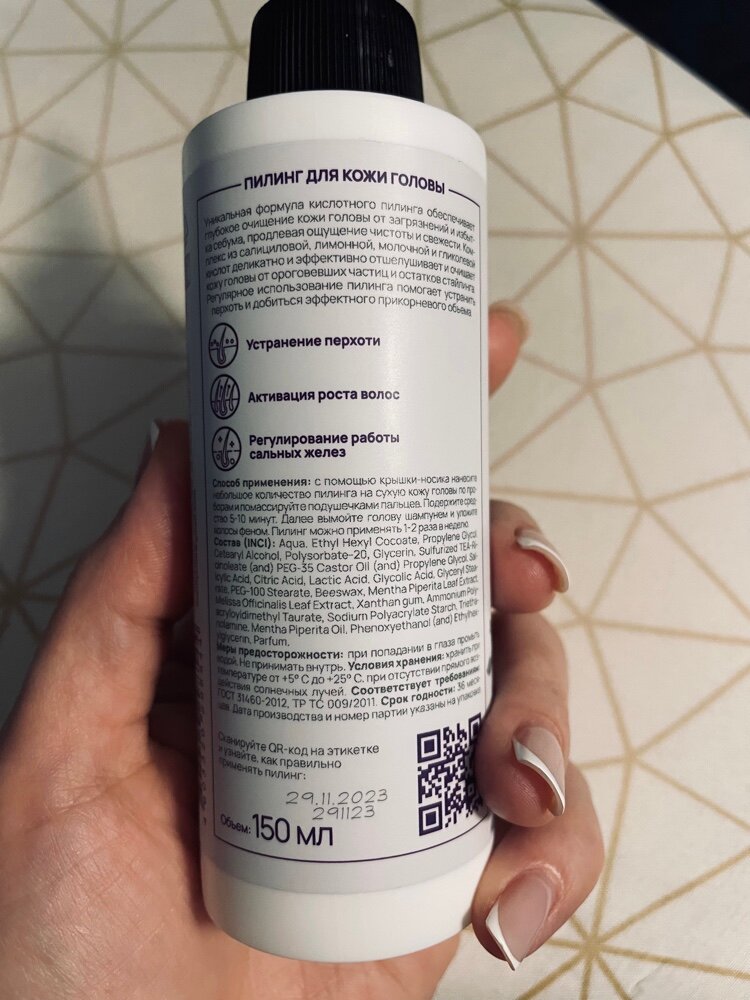 ПИЛИНГ ДЛЯ КОЖИ ГОЛОВЫ
Уникальная формула кислотного пилинга обеспечивает
глубокое очищение кожи головы от загрязнений и избыт-
ка себума, продлевая ощущение чистоты и свежести. Ком-
плекс из салициловой, лимонной, молочной и гликолевой
кислот деликатно и эффективно отшелушивает и очищает
кожу головы от ороговевших частиц и остатков стайлинга.
Регулярное использование пилинга помогает устранить
перхоть и добиться эффектного прикорневого объема.
Устранение перхоти
Активация роста волос
Регулирование работы
сальных желез
Способ применения: с помощью крышки-носика нанесите
небольшое количество пилинга на сухую кожу головы по про-
борам и помассируйте подушечками пальцев. Подержите сред-
ство 5-10 минут. Далее вымойте голову шампунем и уложите
волосы феном. Пилинг можно применять 1-2 раза в неделю.
Состав (INCI): Aqua, Ethyl Hexyl Cocoate, Propylene Glycol,
Cetearyl Alcohol, Polysorbate-20, Glycerin, Sulfurized TEA-Ri-
cinoleate (and) PEG-35 Castor Oil (and) Propylene Glycol, Sali-
cylic Acid, Citric Acid, Lactic Acid, Glycolic Acid, Glyceryl Stea-
rate, PEG-100 Stearate, Beeswax, Mentha Piperita Leaf Extract,
Melissa Officinalis Leaf Extract, Xanthan gum, Ammonium Poly-
acryloyldimethyl Taurate, Sodium Polyacrylate Starch, Trietha-
nolamine, Mentha Piperita Oil, Phenoxyethanol (and) Ethylhex-
ylglycerin, Parfum.
Меры предосторожности: при попадании в глаза промыть
водой. Не принимать внутрь. Условия хранения: хранить при
температуре от +5° С до +25° С, при отсутствии прямого воз-
действия солнечных лучей. Соответствует требованиям:
ГОСТ 31460-2012, ТР ТС 009/2011. Срок годности: 36 меся-
цев. Дата производства и номер партии указаны на упаковке
Сканируйте QR-код на этикетке
и узнайте, как правильно
применять пилинг:
29.11.2023
291123
Объем: 150 МЛ